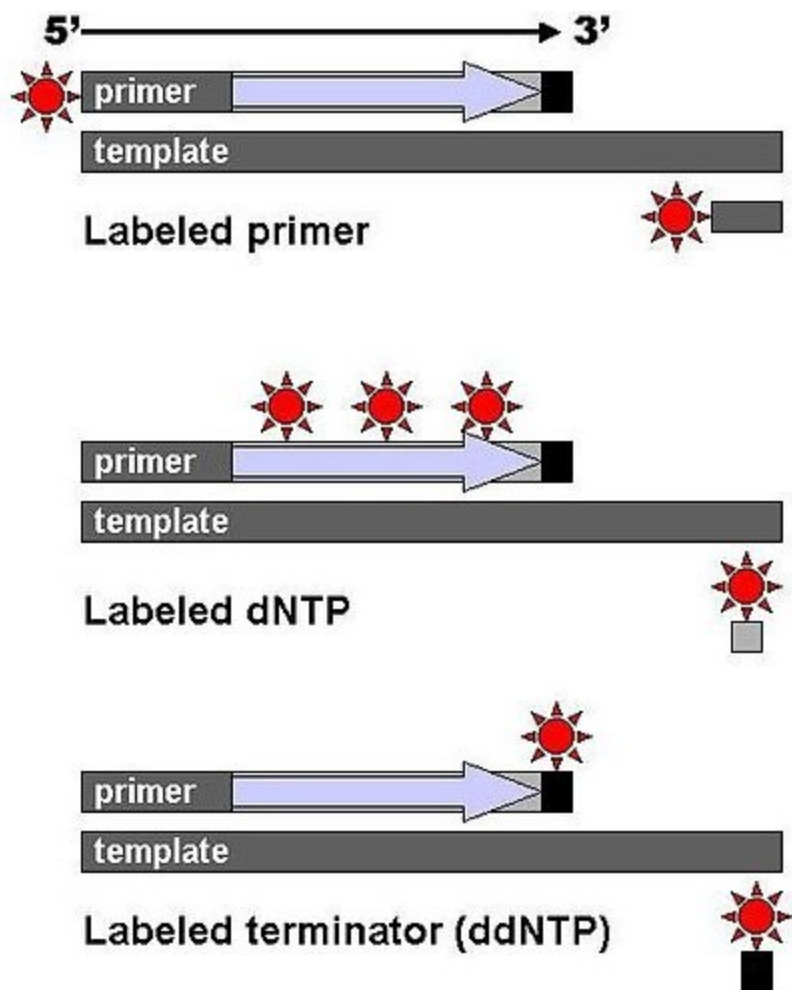 5’ 3’
primer
template
Labeled primer
primer
template
Labeled dNTP
primer
template
Labeled terminator (ddNTP)